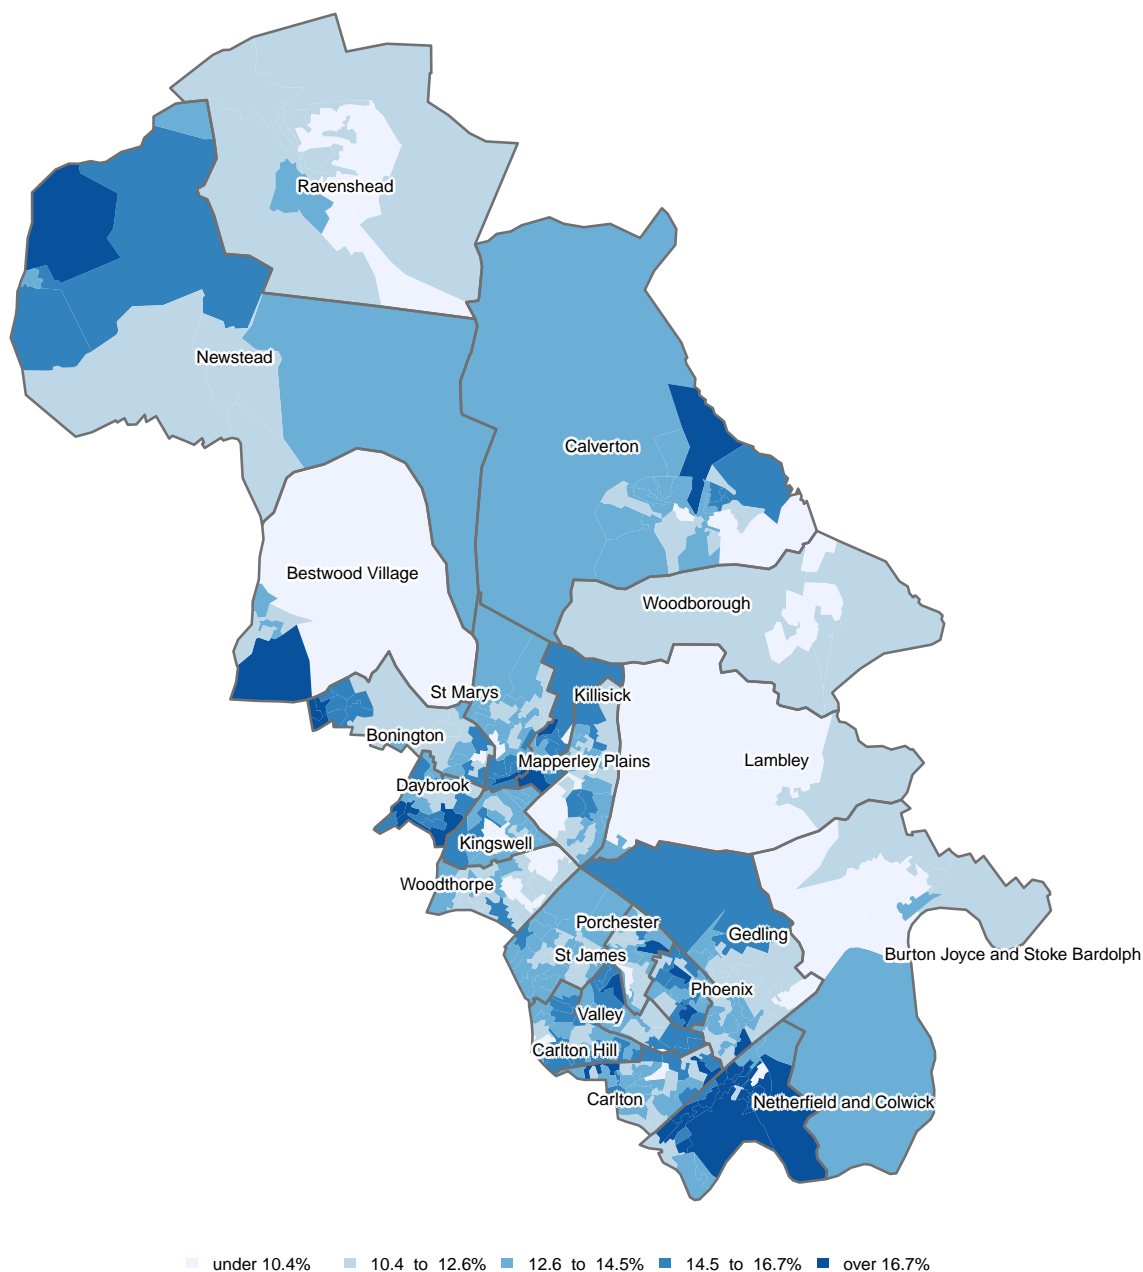 Ravenshead
Newstead
Calverton
Bestwood Village
Woodborough
St Marys
Killisick
Bonington
Mapperley Plains
Lambley
Daybrook
Kingswell
Woodthorpe
Porchester
Gedling
St James
Burton Joyce and Stoke Bardolph
Phoenix
Valley
Carlton Hill
Carlton
Netherfield and Colwick
under 10.4% 10.4 to 12.6% 12.6 to 14.5% 14.5 to 16.7% over 16.7%